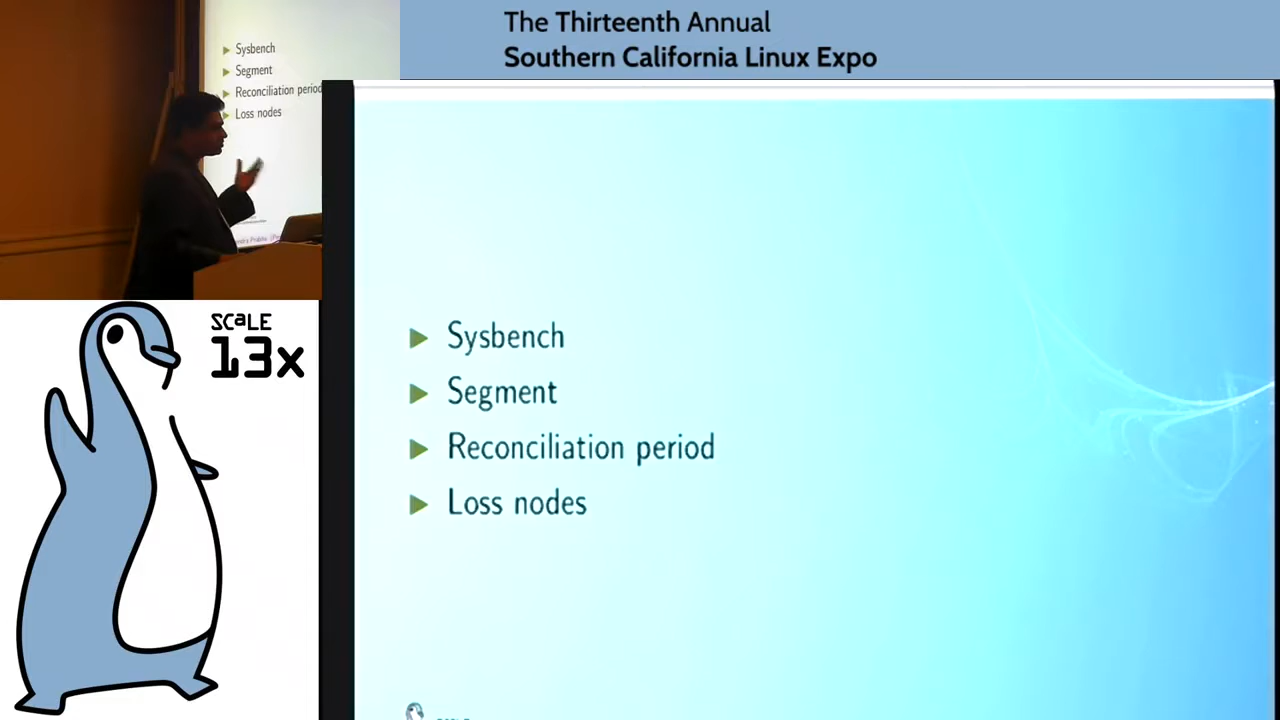 The Thirteenth Annual
Southern California Linux Expo
Sysbench
Segment
Reconciliation period
Loss nodes
SCaLE
13x
Sysbench
Segment
Reconciliation period
Loss nodes